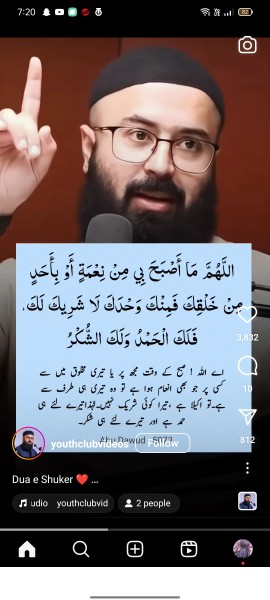 7:20
62
اللَّهُمَّ مَا أَصْبَحَ بِي مِنْ نِعْمَةٍ أَوْ بِأَحَدٍ
مِنْ خَلْقِكَ فَمِنْكَ وَحْدَكَ لَا شَرِيكَ لَكَ،
فَلَكَ الْحَمْدُ وَلَكَ الشُّكْرُ
اے اللہ ! صبح کے وقت مجھ پر یا تیری مخلوق میں سے
کسی پر جو بھی انعام ہوا ہے تو وہ تیری ہی طرف سے
ہے۔تو اکیلا ہے ،تیرا کوئی شریک نہیں۔لہٰذا تیرے لئے ہی
حمد ہے اور تیرے لئے ہی شکر۔
Abu Dawud 5073
3,832
10
812
youthclubvideos
Follow
Dua e Shuker ❤️ ...
udio youthclubvid
2 people